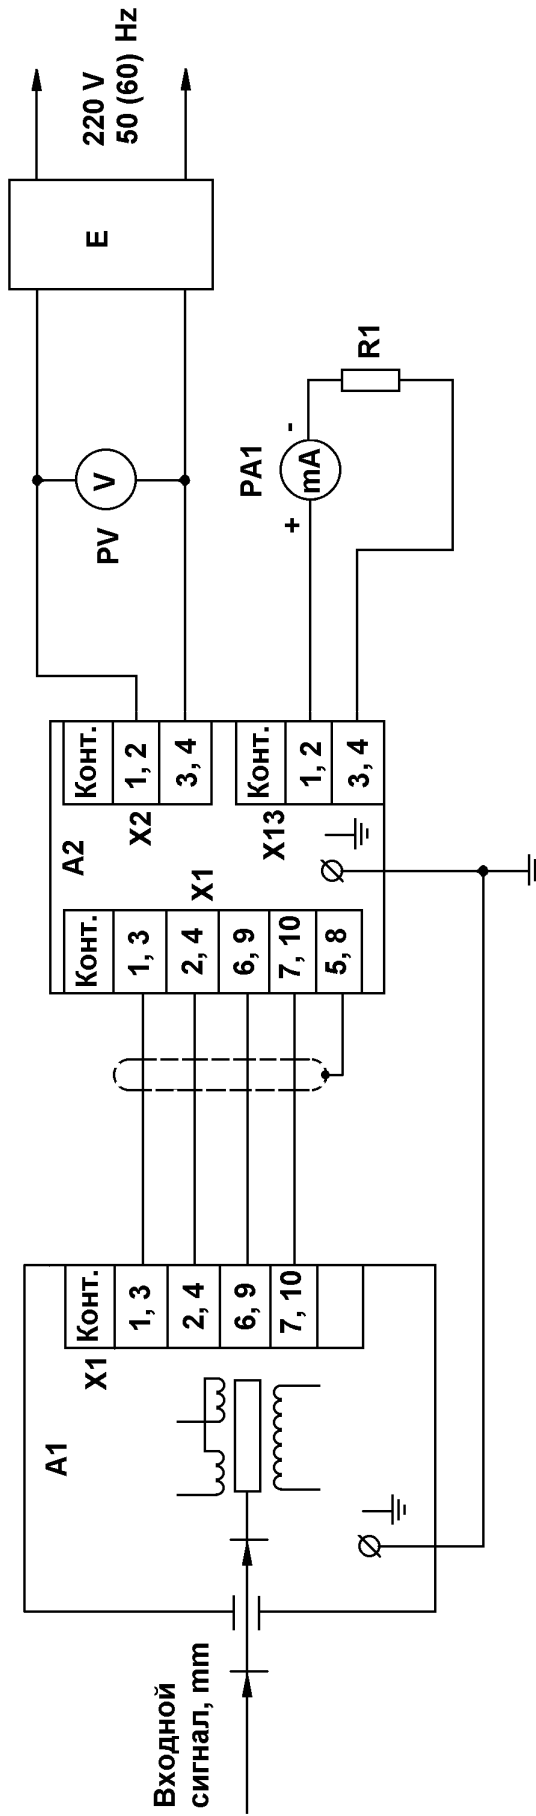 Входной
сигнал, mm
A1
X1
Конт.
1, 3
2, 4
6, 9
7, 10
A2
X1
Конт.
1, 3
2, 4
6, 9
7, 10
5, 8
X2
Конт.
1, 2
3, 4
X13
Конт.
1, 2
3, 4
PV
V
PA1
+
mA
-
R1
E
220 V
50 (60) Hz